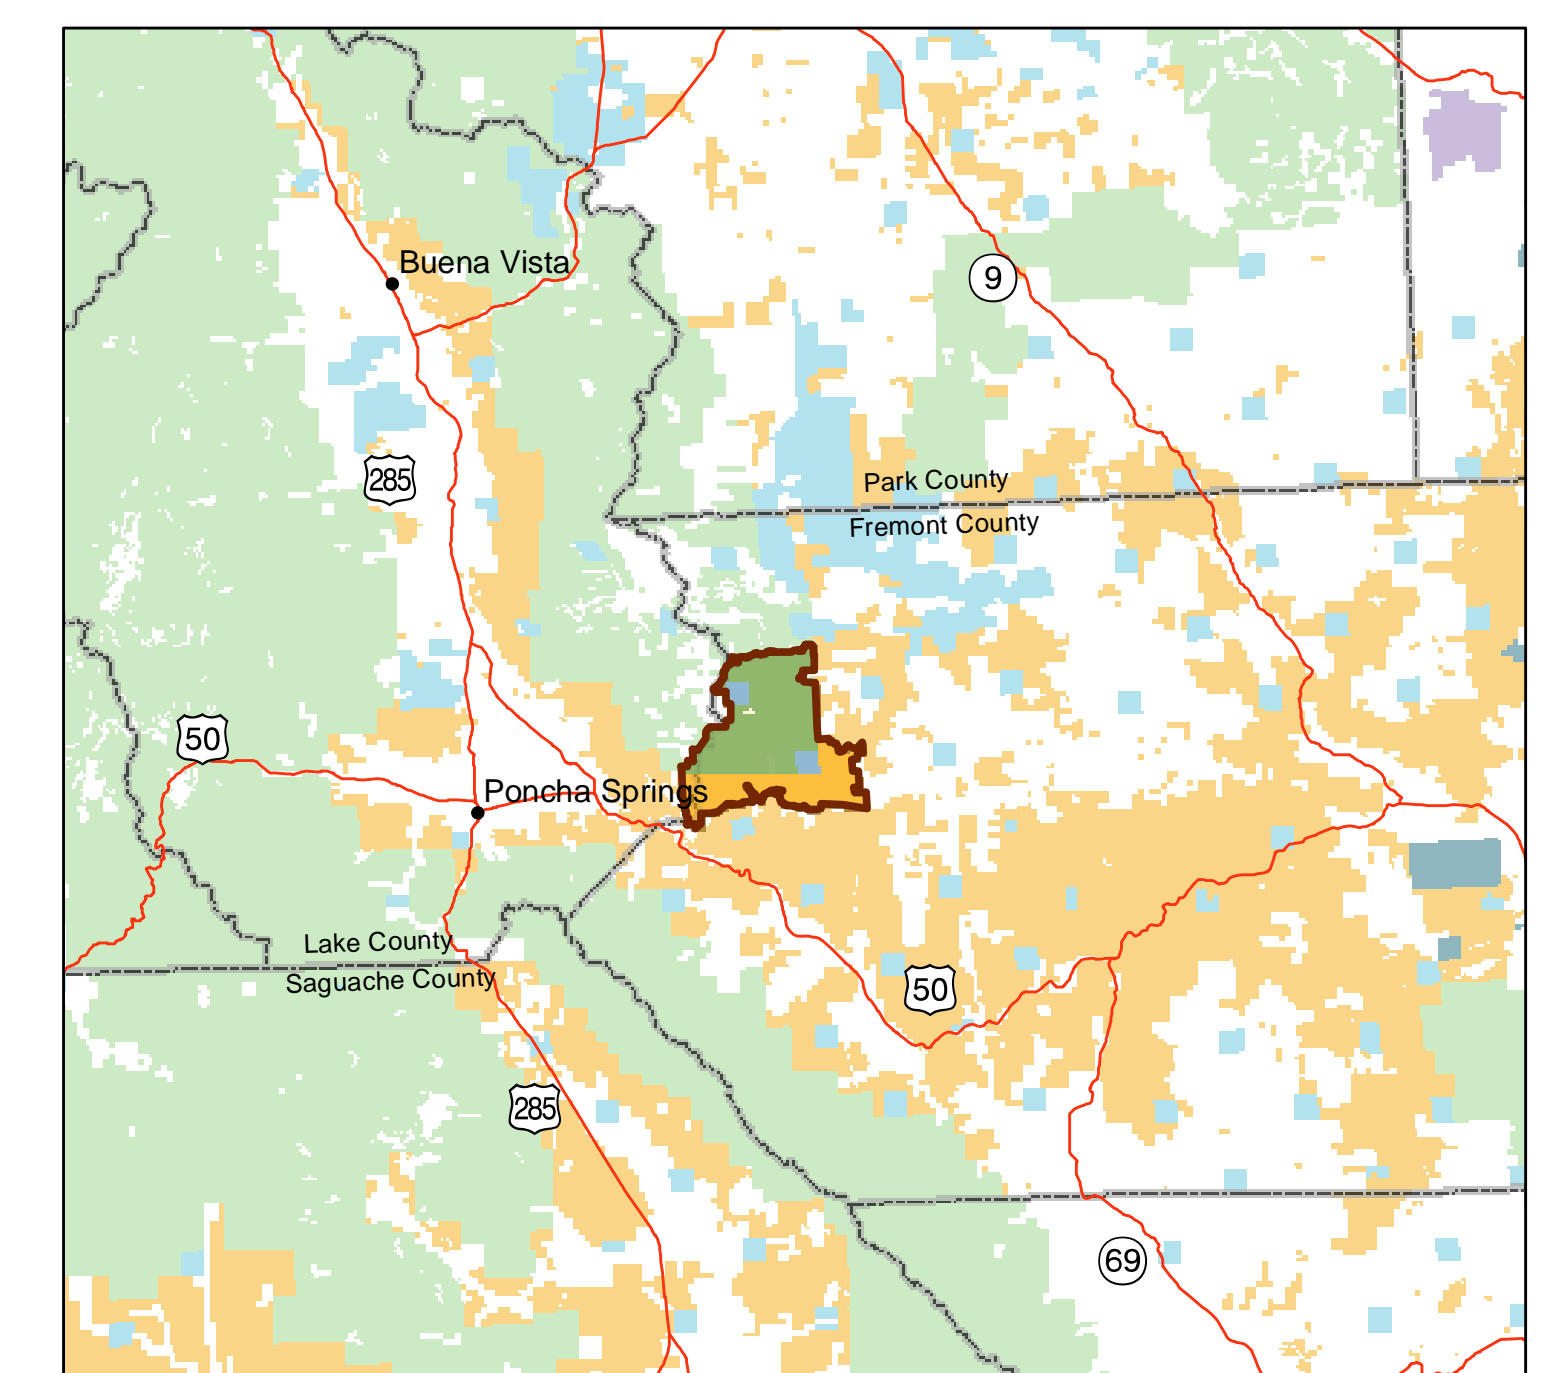 Buena Vista
9
285
Park County
Fremont County
50
Poncha Springs
Lake County
Saguache County
50
285
69